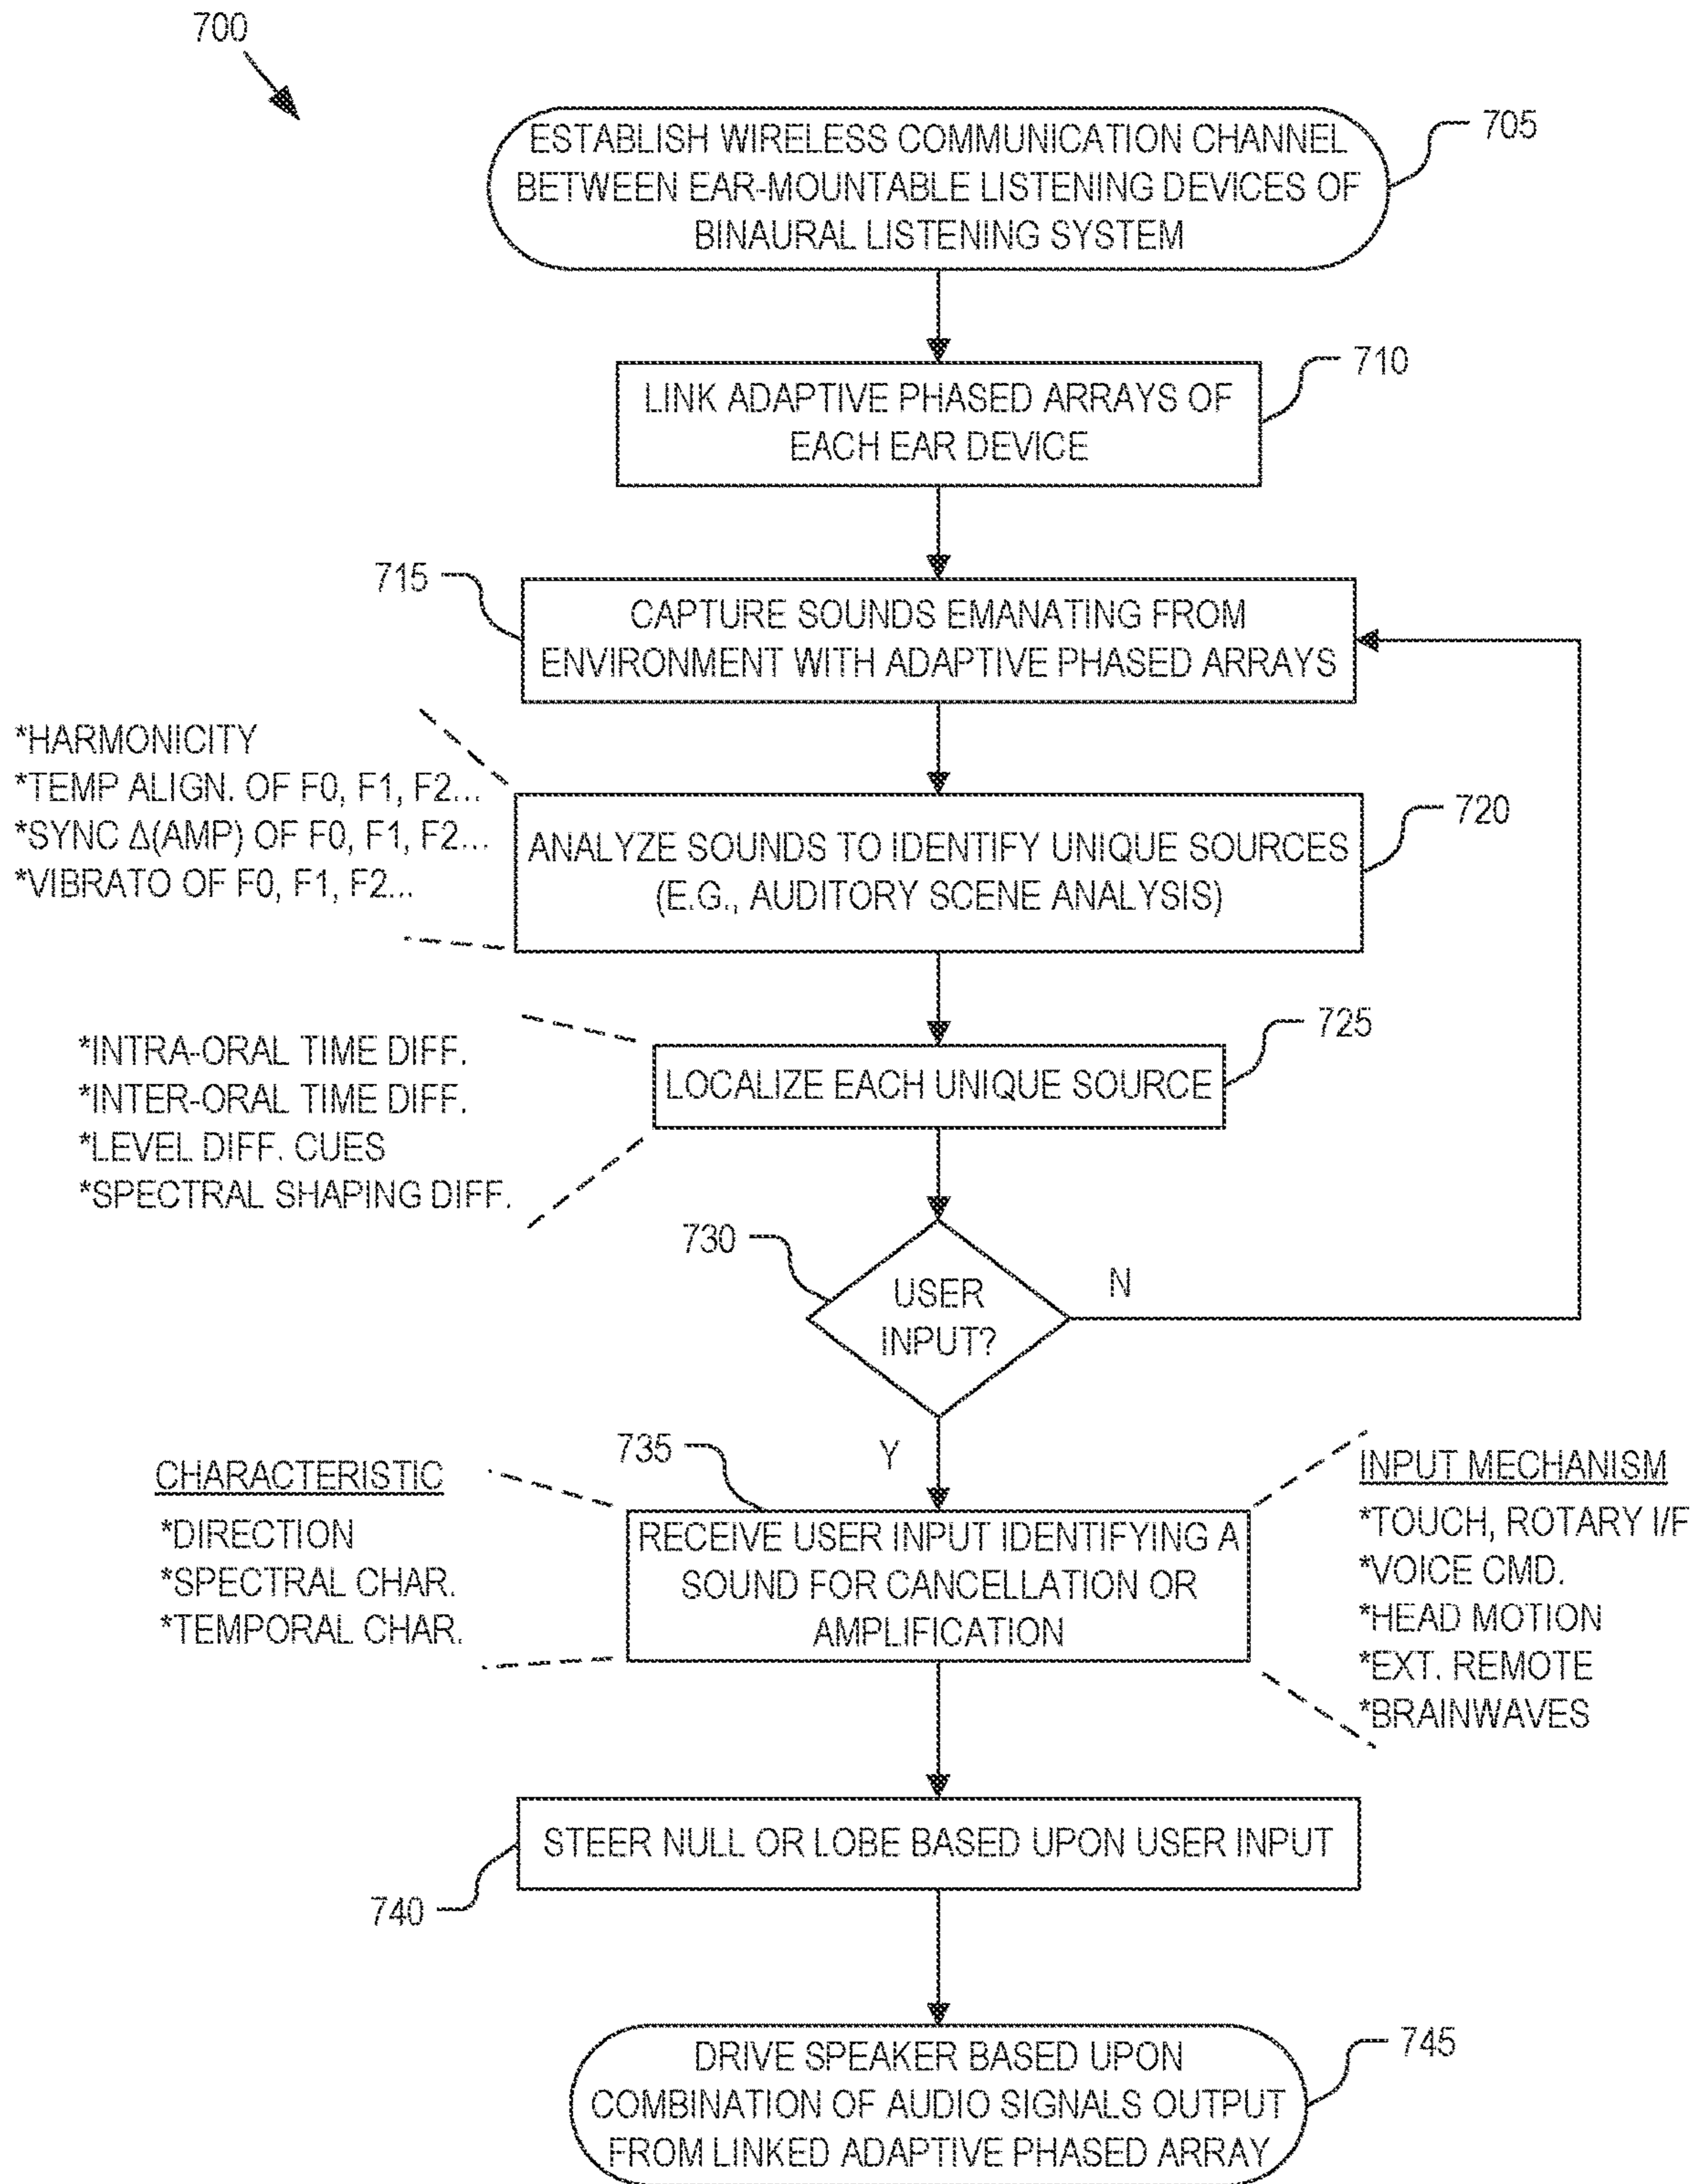 700
ESTABLISH WIRELESS COMMUNICATION CHANNEL
BETWEEN EAR-MOUNTABLE LISTENING DEVICES OF
BINAURAL LISTENING SYSTEM
705
LINK ADAPTIVE PHASED ARRAYS OF
EACH EAR DEVICE
710
715
CAPTURE SOUNDS EMANATING FROM
ENVIRONMENT WITH ADAPTIVE PHASED ARRAYS
*HARMONICITY
*TEMP ALIGN. OF F0, F1, F2...
*SYNC Δ(AMP) OF F0, F1, F2...
*VIBRATO OF F0, F1, F2...
ANALYZE SOUNDS TO IDENTIFY UNIQUE SOURCES
(E.G., AUDITORY SCENE ANALYSIS)
720
*INTRA-ORAL TIME DIFF.
*INTER-ORAL TIME DIFF.
*LEVEL DIFF. CUES
*SPECTRAL SHAPING DIFF.
LOCALIZE EACH UNIQUE SOURCE
725
730
USER
INPUT?
N
Y
735
CHARACTERISTIC
*DIRECTION
*SPECTRAL CHAR.
*TEMPORAL CHAR.
RECEIVE USER INPUT IDENTIFYING A
SOUND FOR CANCELLATION OR
AMPLIFICATION
INPUT MECHANISM
*TOUCH, ROTARY I/F
*VOICE CMD.
*HEAD MOTION
*EXT. REMOTE
*BRAINWAVES
STEER NULL OR LOBE BASED UPON USER INPUT
740
DRIVE SPEAKER BASED UPON
COMBINATION OF AUDIO SIGNALS OUTPUT
FROM LINKED ADAPTIVE PHASED ARRAY
745